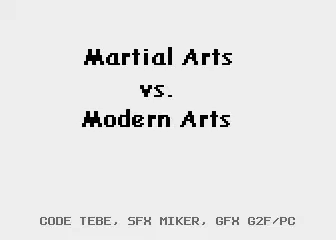 Martial Arts
vs.
Modern Arts
CODE TEBE, SFX MIKER, GFX G2F/PC